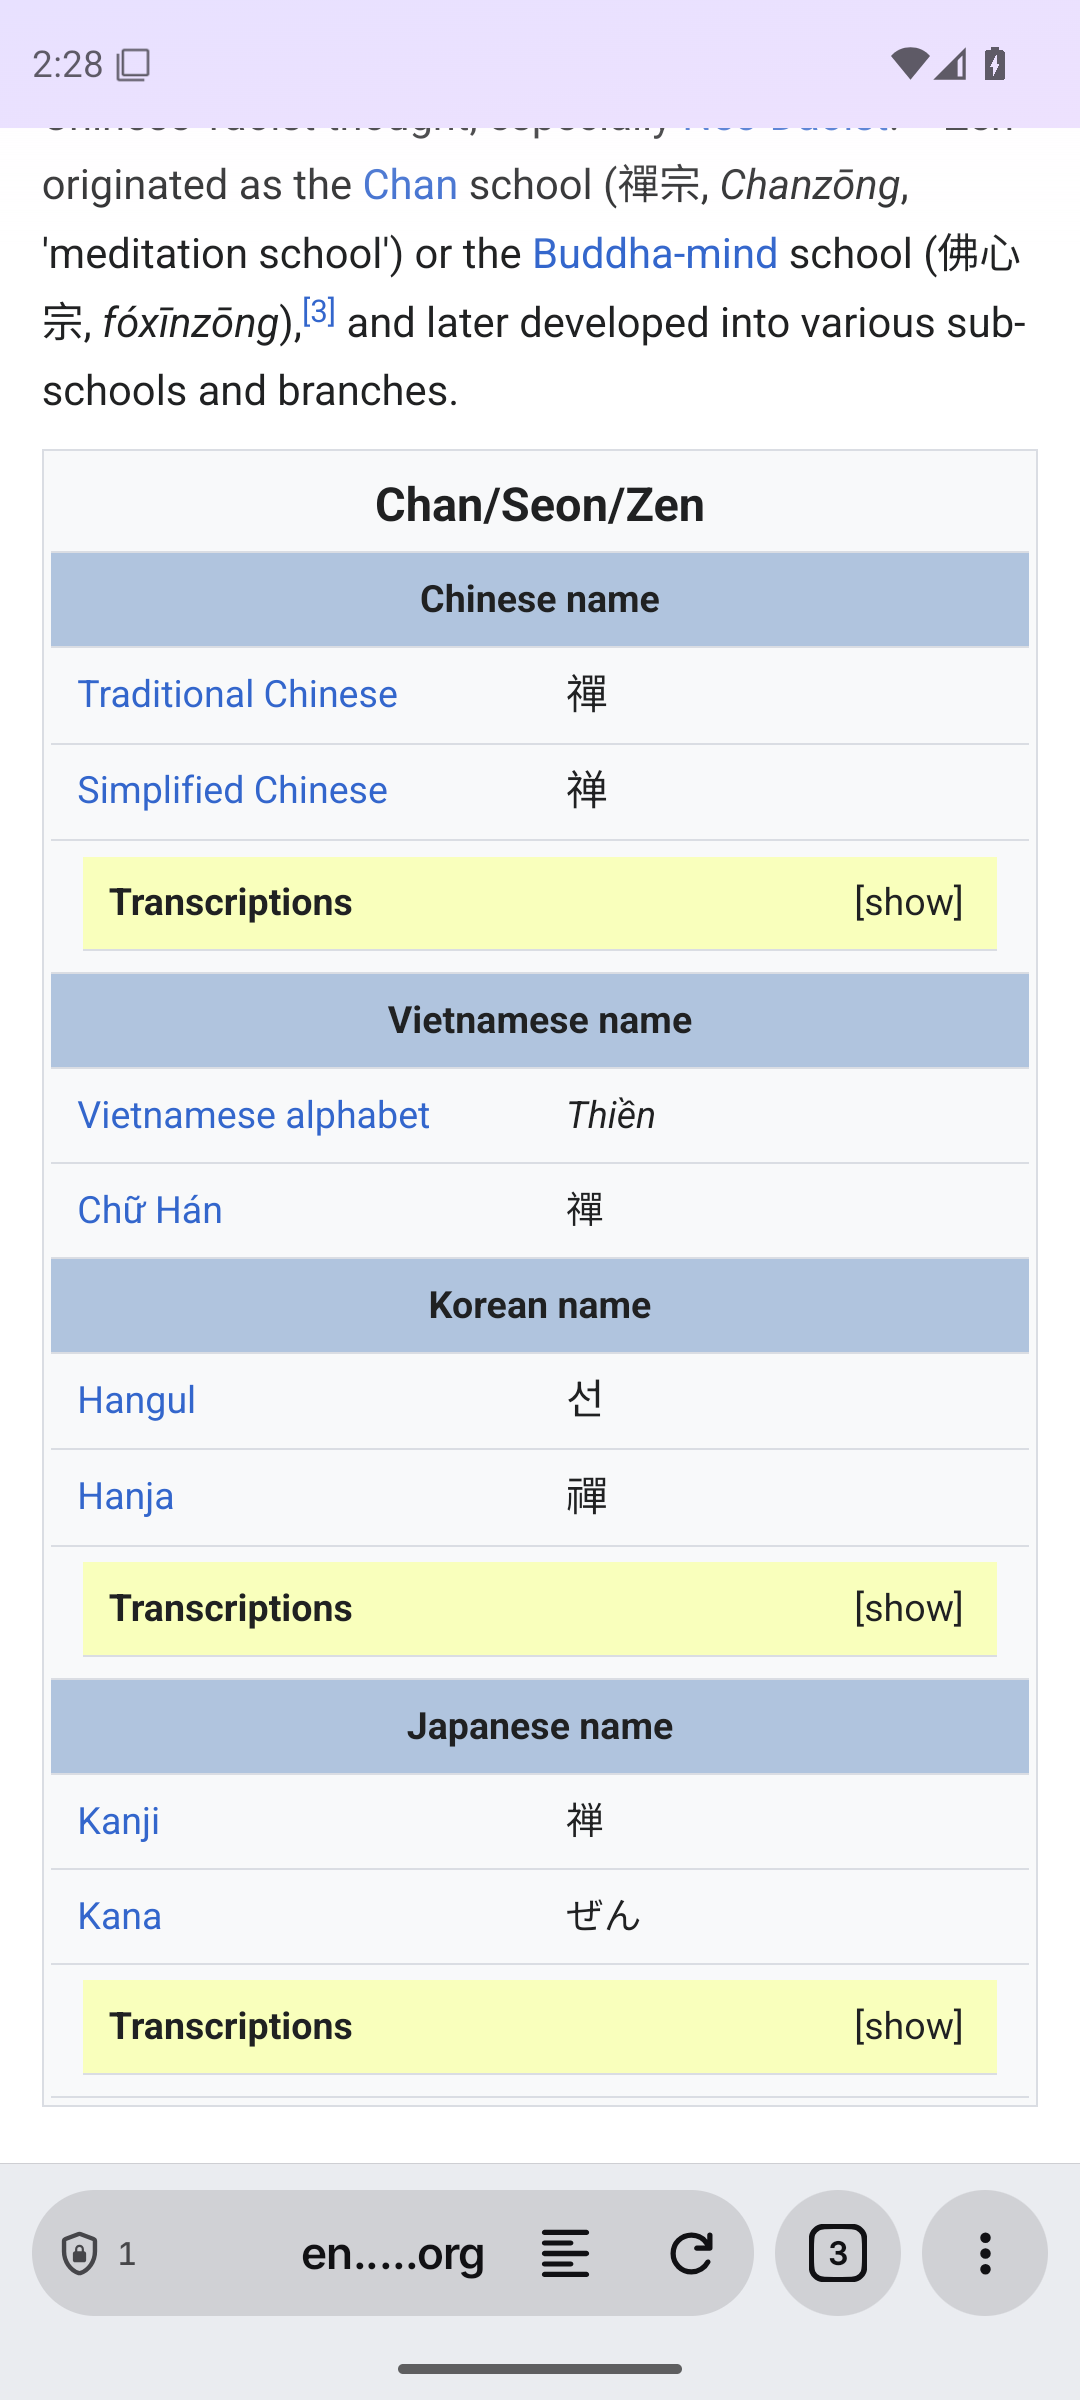 2:28
originated as the Chan school (禪宗, Chanzōng,
'meditation school') or the Buddha-mind school (佛心
宗, fóxīnzōng),[3] and later developed into various sub-
schools and branches.
Chan/Seon/Zen
Chinese name
Traditional Chinese 禪
Simplified Chinese 禅
Transcriptions [show]
Vietnamese name
Vietnamese alphabet Thiền
Chữ Hán 禪
Korean name
Hangul 선
Hanja 禪
Transcriptions [show]
Japanese name
Kanji 禅
Kana ぜん
Transcriptions [show]
1 en.....org 3